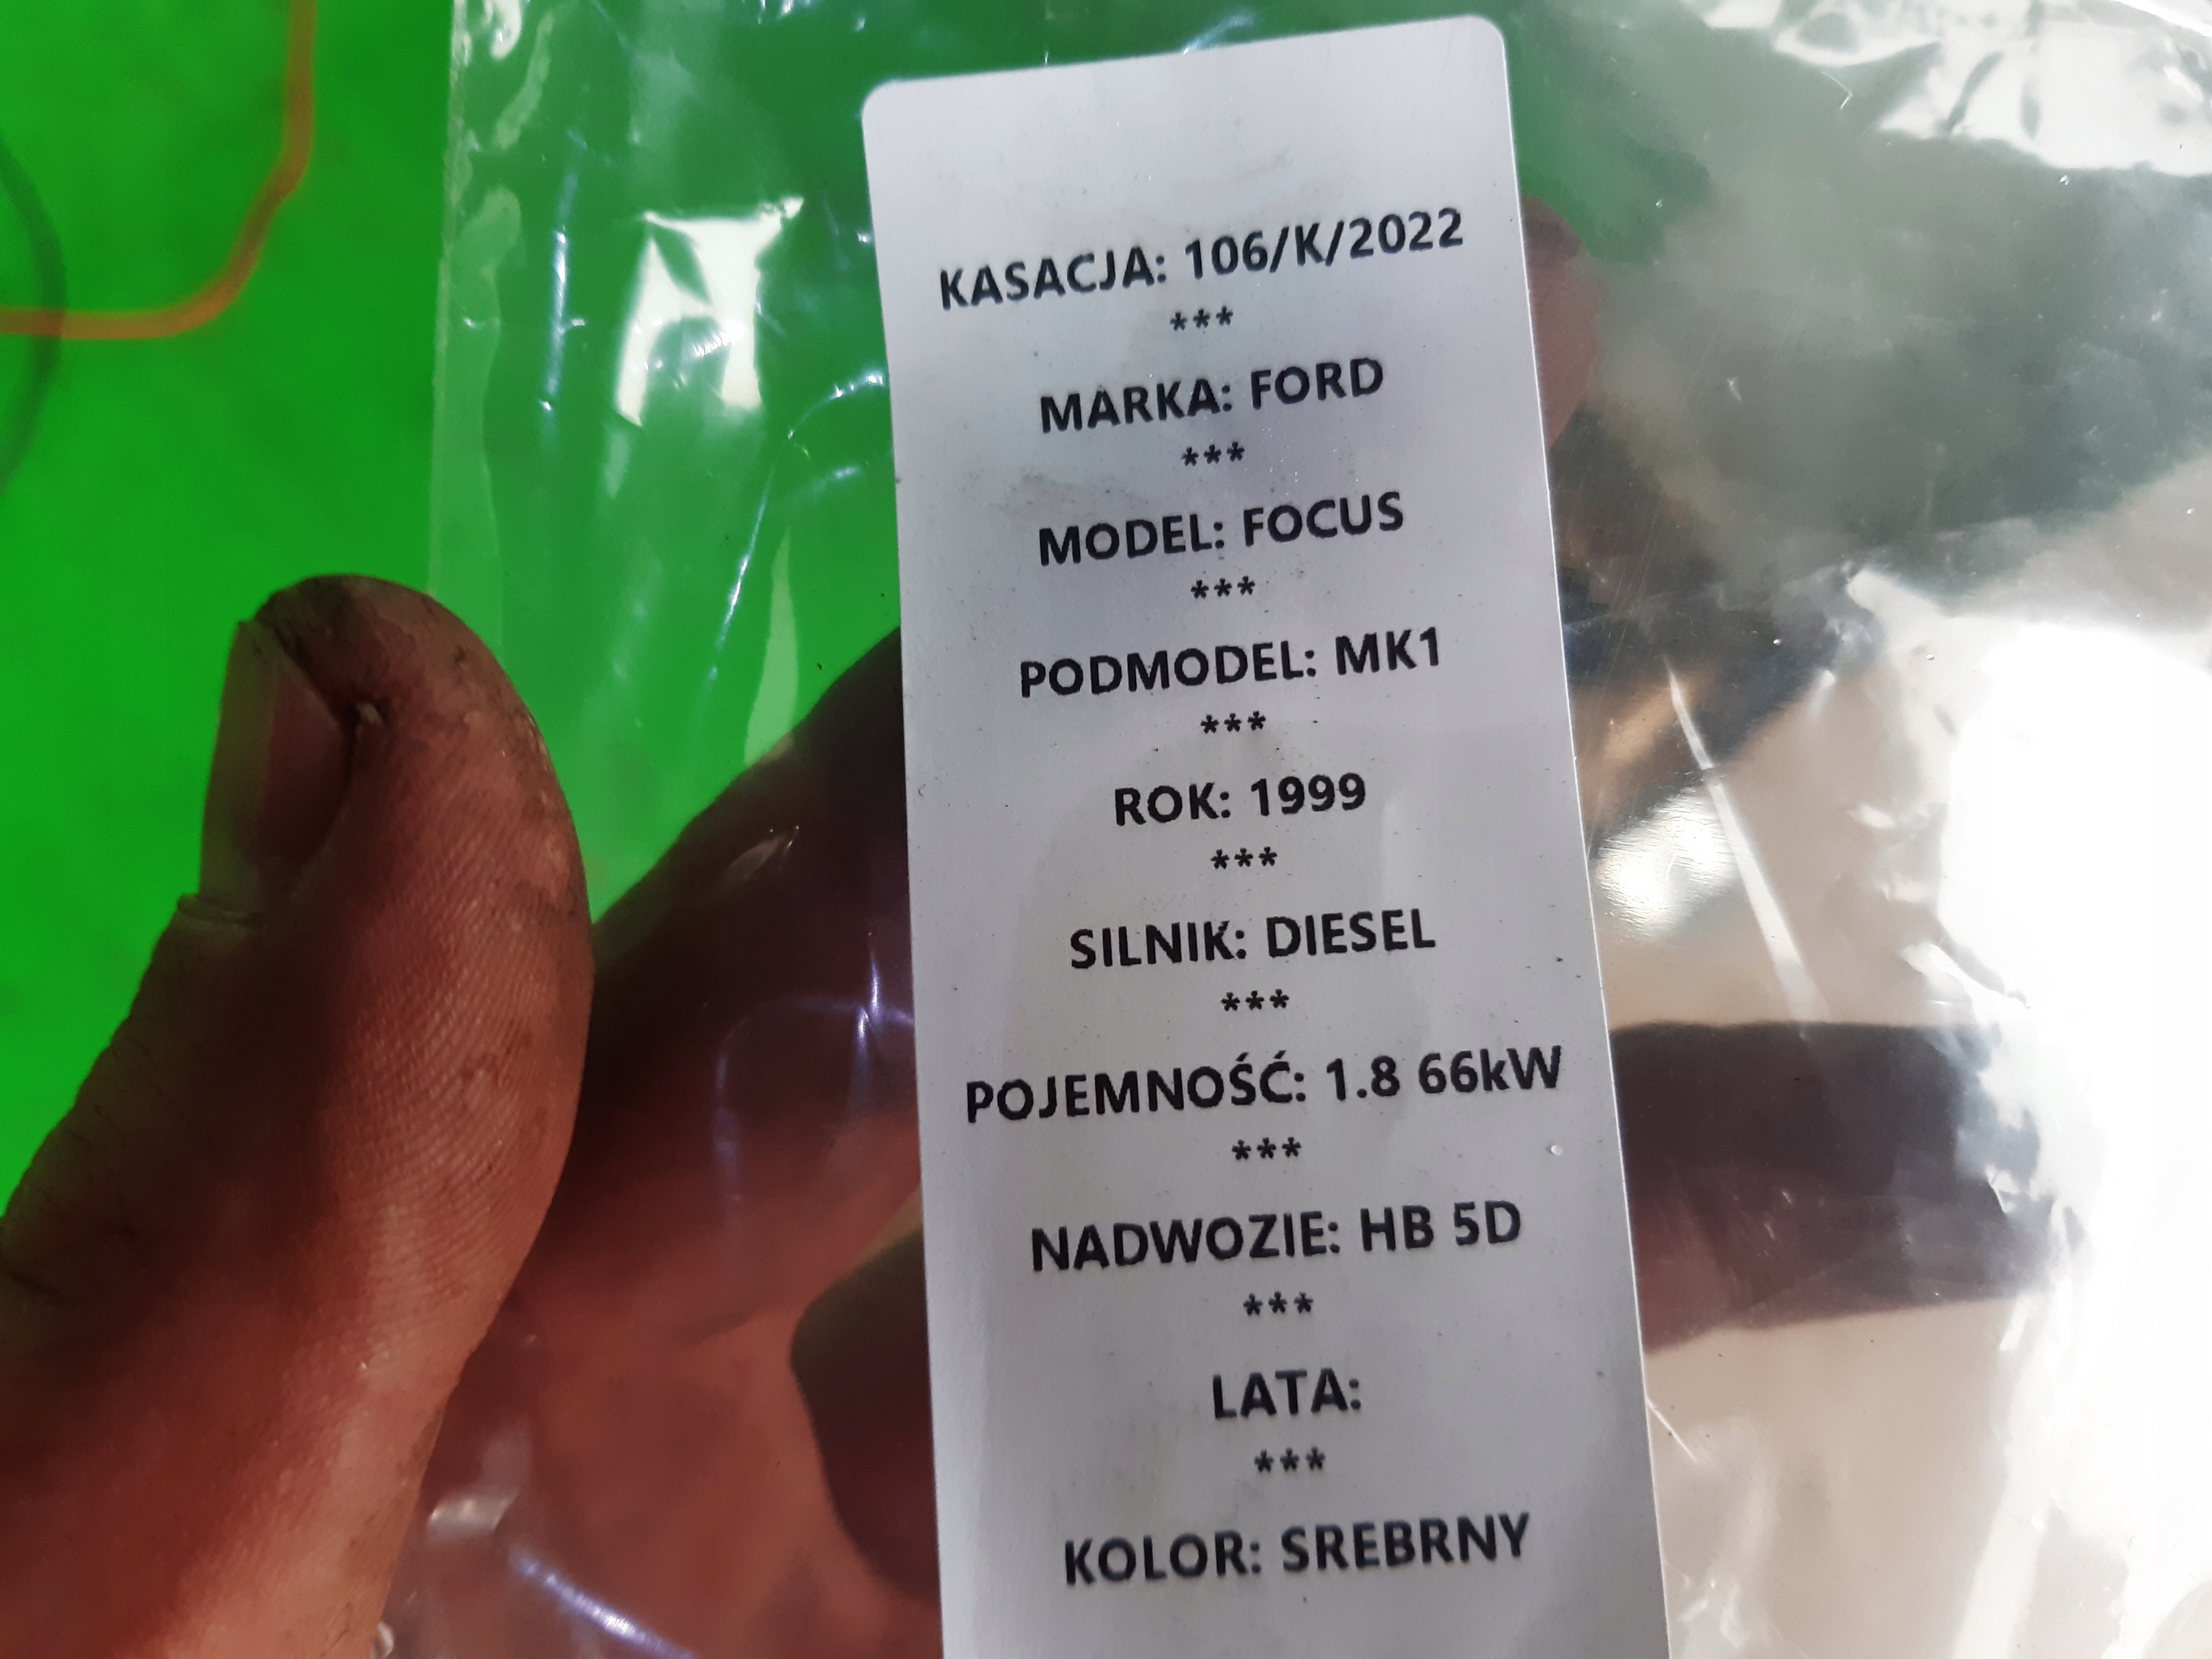 KASACJA: 106/K/2022
***
MARKA: FORD
***
MODEL: FOCUS
***
PODMODEL: MK1
***
ROK: 1999
***
SILNIK: DIESEL
***
POJEMNOŚĆ: 1.8 66kW
***
NADWOZIE: HB 5D
***
LATA:
***
KOLOR: SREBRNY